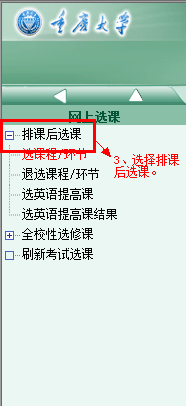 重庆大学
网上选课
排课后选课
选课程/环节
3、选择排课
后选课。
退选课程/环节
选英语提高课
选英语提高课结果
全校性选修课
刷新考试选课